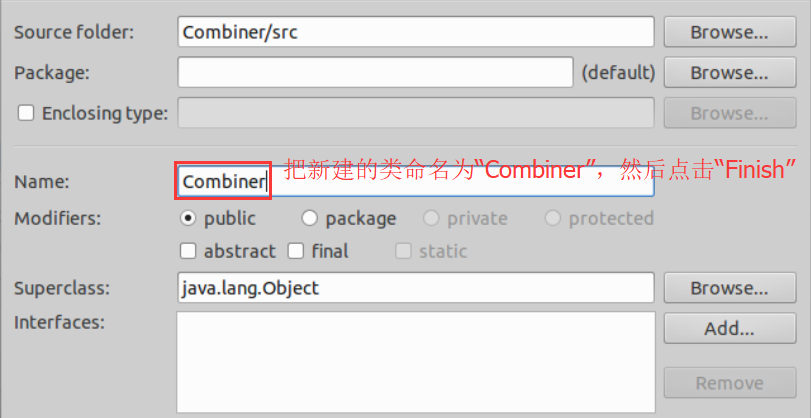 Source folder: Combiner/src Browse...
Package: (default) Browse...
Enclosing type: Browse...
Name: Combiner 把新建的类命名为“Combiner”，然后点击“Finish”
Modifiers: public package private protected
abstract final static
Superclass: java.lang.Object Browse...
Interfaces: Add...
Remove